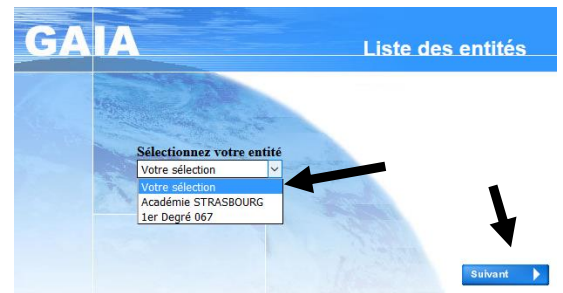 GAIA
Liste des entités
Sélectionnez votre entité
Votre sélection
Votre sélection
Académie STRASBOURG
1er Degré 067
Suivant